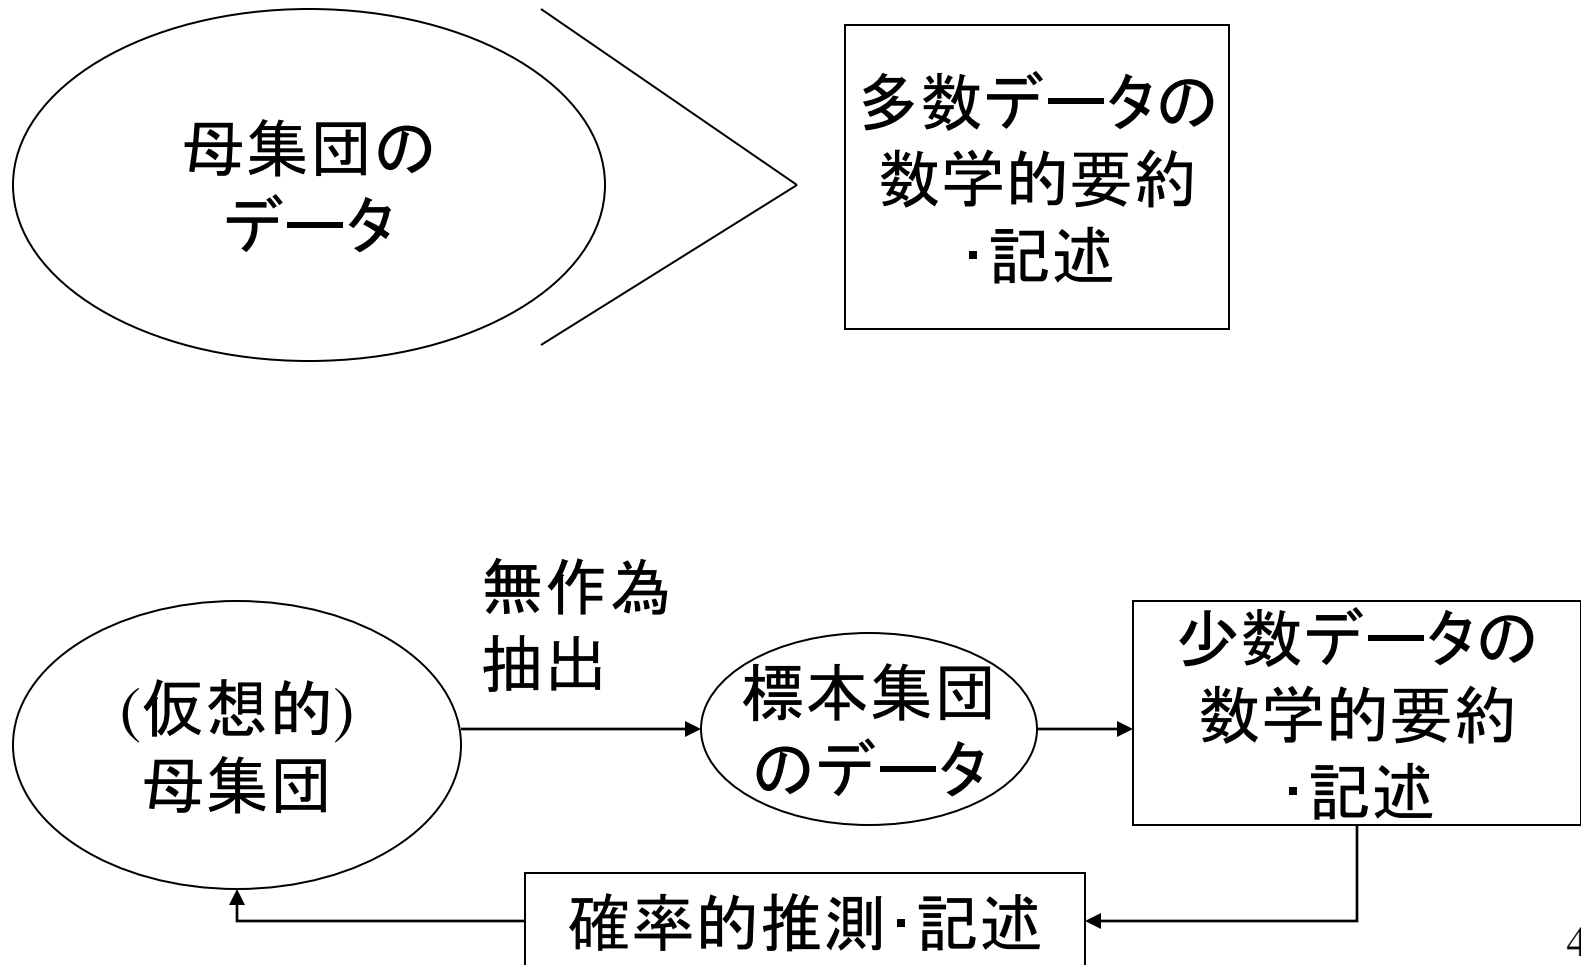 母集団の
データ
多数データの
数学的要約
・記述
無作為
抽出
(仮想的)
母集団
標本集団
のデータ
少数データの
数学的要約
・記述
確率的推測・記述
4